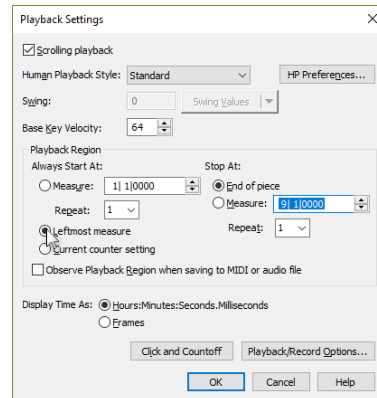 Playback Settings
Scrolling playback
Human Playback Style: Standard HP Preferences...
Swing: 0 Swing Values
Base Key Velocity: 64
Playback Region
Always Start At: Stop At:
Measure: 1| 1|0000 End of piece
Measure: 9| 1|0000
Repeat: 1
Repeat: 1
Leftmost measure
Current counter setting
Observe Playback Region when saving to MIDI or audio file
Display Time As: Hours:Minutes:Seconds.Milliseconds
Frames
Click and Countoff Playback/Record Options...
OK Cancel Help